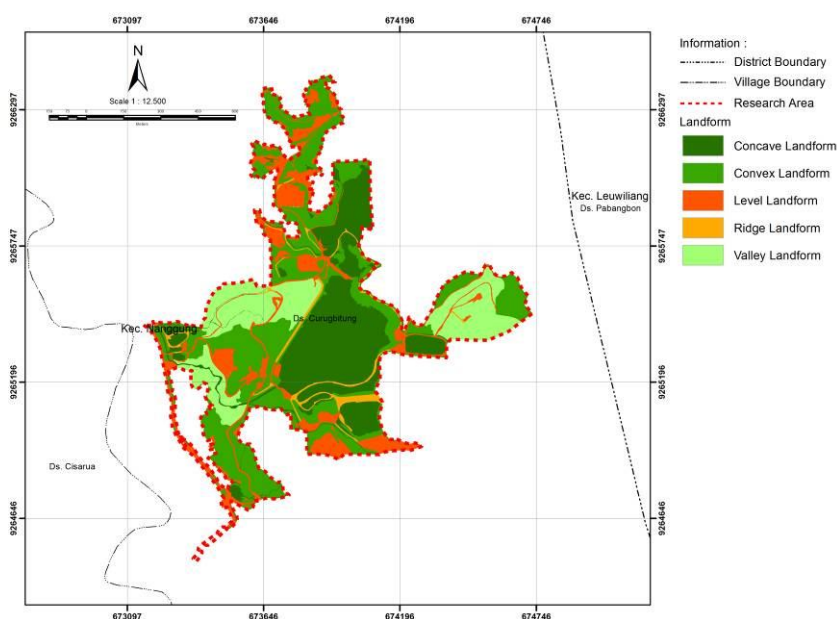 673097 673646 674196 674746
N
Scale 1 : 12.500
9266297 9266297
Kec. Leuwiliang
Ds. Pabangbon
9265747 9265747
Kec. Nanggung
Ds. Curugbitung
9265196 9265196
Ds. Cisarua
9264646 9264646
673097 673646 674196 674746
Information :
District Boundary
Village Boundary
Research Area
Landform
Concave Landform
Convex Landform
Level Landform
Ridge Landform
Valley Landform